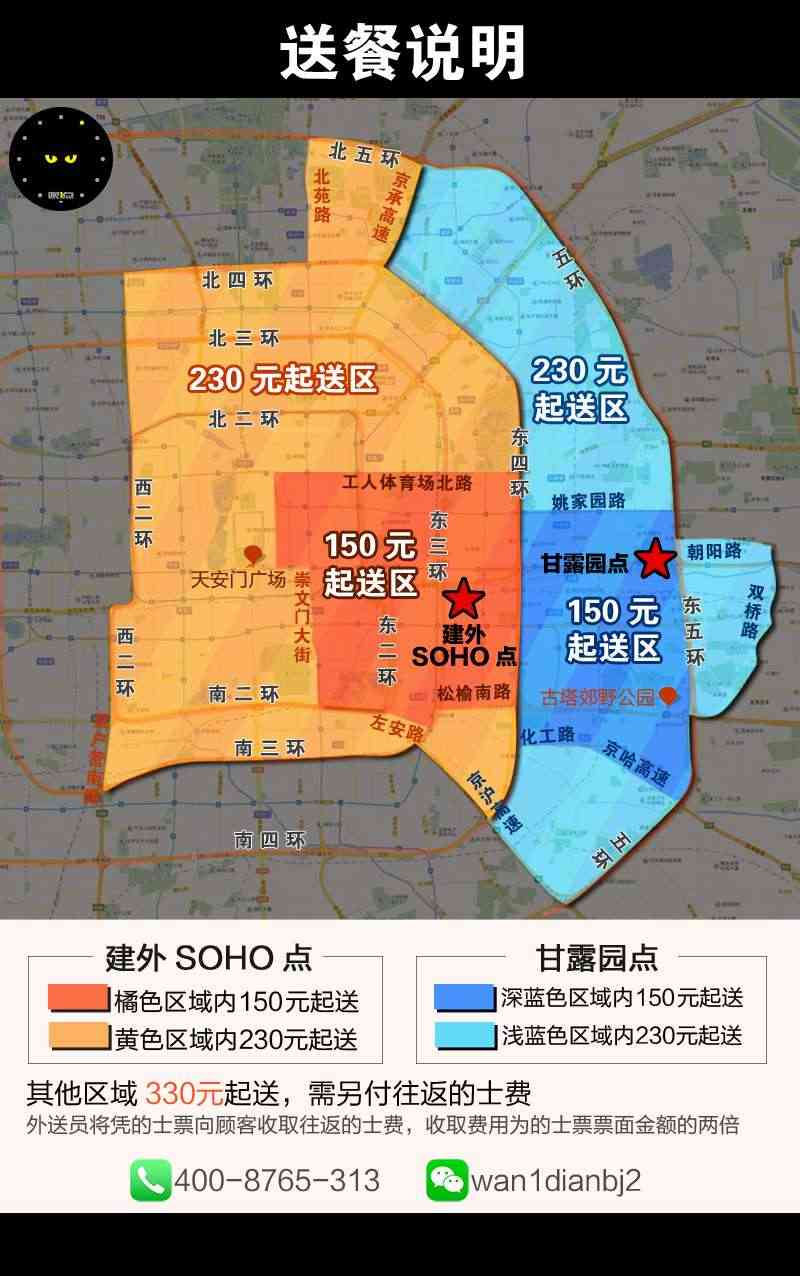 送餐说明
北五环
北苑路
京承高速
五环
北四环
北三环
230 元起送区
230 元
起送区
北二环
东四环
西二环
工人体育场北路
姚家园路
东三环
150 元
起送区
天安门广场
崇文门大街
甘露园点
朝阳路
双桥路
150 元
起送区
东五环
建外
SOHO 点
东二环
西二环
南二环
松榆南路
古塔郊野公园
左安路
化工路
南三环
京哈高速
京沪高速
南四环
五环
建外 SOHO 点
橘色区域内150元起送
黄色区域内230元起送
甘露园点
深蓝色区域内150元起送
浅蓝色区域内230元起送
其他区域 330元起送，需另付往返的士费
外送员将凭的士票向顾客收取往返的士费，收取费用为的士票票面金额的两倍
400-8765-313
wan1dianbj2